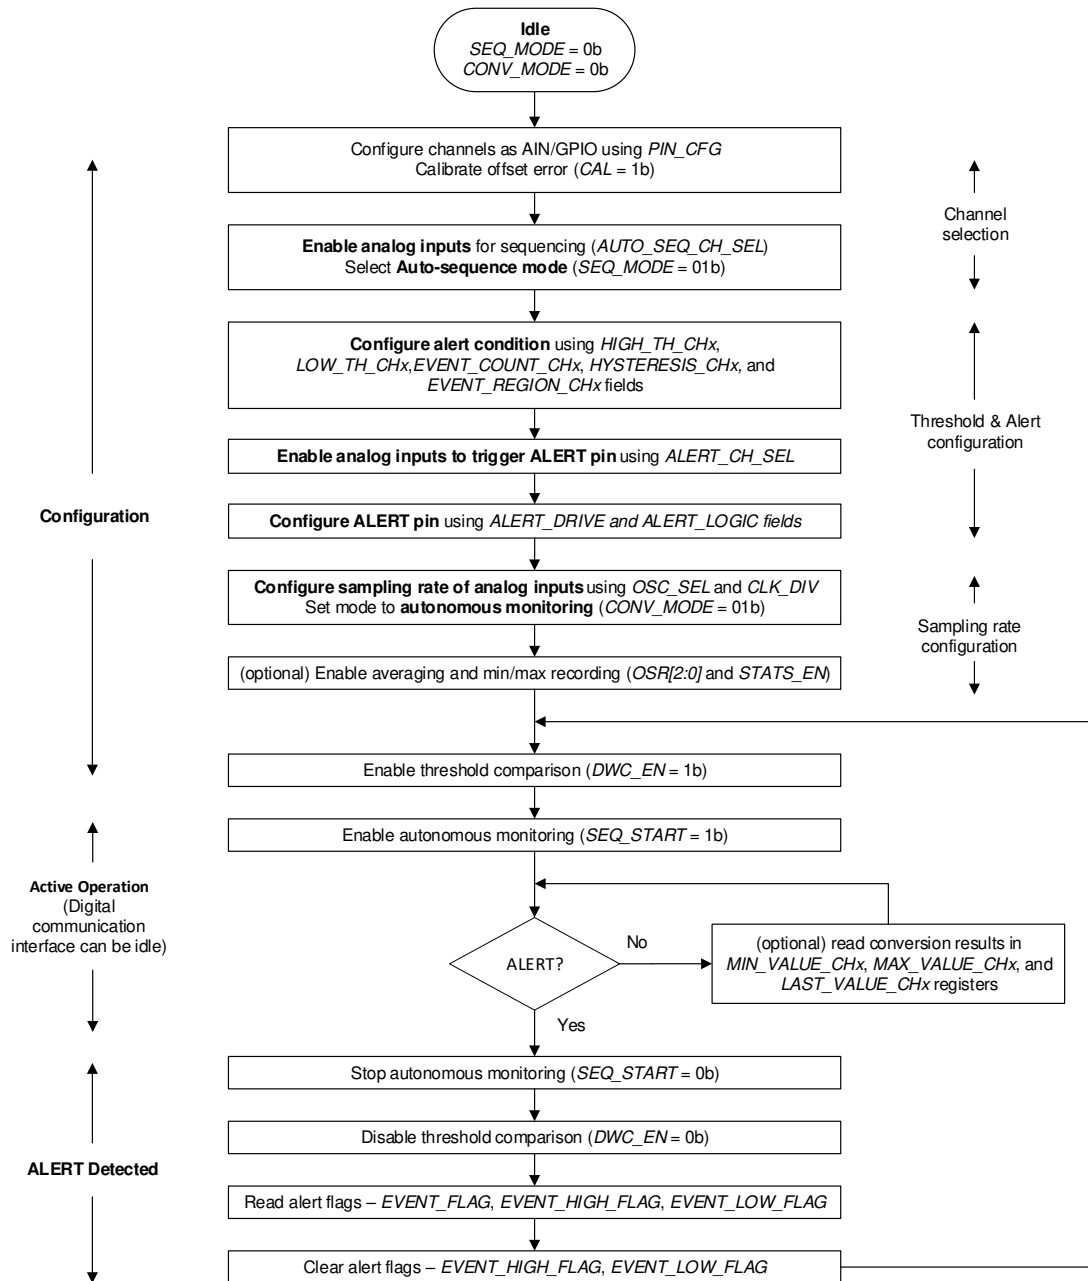 Idle
SEQ_MODE = 0b
CONV_MODE = 0b
Configure channels as AIN/GPIO using PIN_CFG
Calibrate offset error (CAL = 1b)
Channel
selection
Enable analog inputs for sequencing (AUTO_SEQ_CH_SEL)
Select Auto-sequence mode (SEQ_MODE = 01b)
Configure alert condition using HIGH_TH_CHx,
LOW_TH_CHx,EVENT_COUNT_CHx, HYSTERESIS_CHx, and
EVENT_REGION_CHx fields
Threshold & Alert
configuration
Enable analog inputs to trigger ALERT pin using ALERT_CH_SEL
Configuration
Configure ALERT pin using ALERT_DRIVE and ALERT_LOGIC fields
Configure sampling rate of analog inputs using OSC_SEL and CLK_DIV
Set mode to autonomous monitoring (CONV_MODE = 01b)
Sampling rate
configuration
(optional) Enable averaging and min/max recording (OSR[2:0] and STATS_EN)
Enable threshold comparison (DWC_EN = 1b)
Enable autonomous monitoring (SEQ_START = 1b)
Active Operation
(Digital
communication
interface can be idle)
ALERT?
No
(optional) read conversion results in
MIN_VALUE_CHx, MAX_VALUE_CHx, and
LAST_VALUE_CHx registers
Yes
Stop autonomous monitoring (SEQ_START = 0b)
Disable threshold comparison (DWC_EN = 0b)
ALERT Detected
Read alert flags – EVENT_FLAG, EVENT_HIGH_FLAG, EVENT_LOW_FLAG
Clear alert flags – EVENT_HIGH_FLAG, EVENT_LOW_FLAG